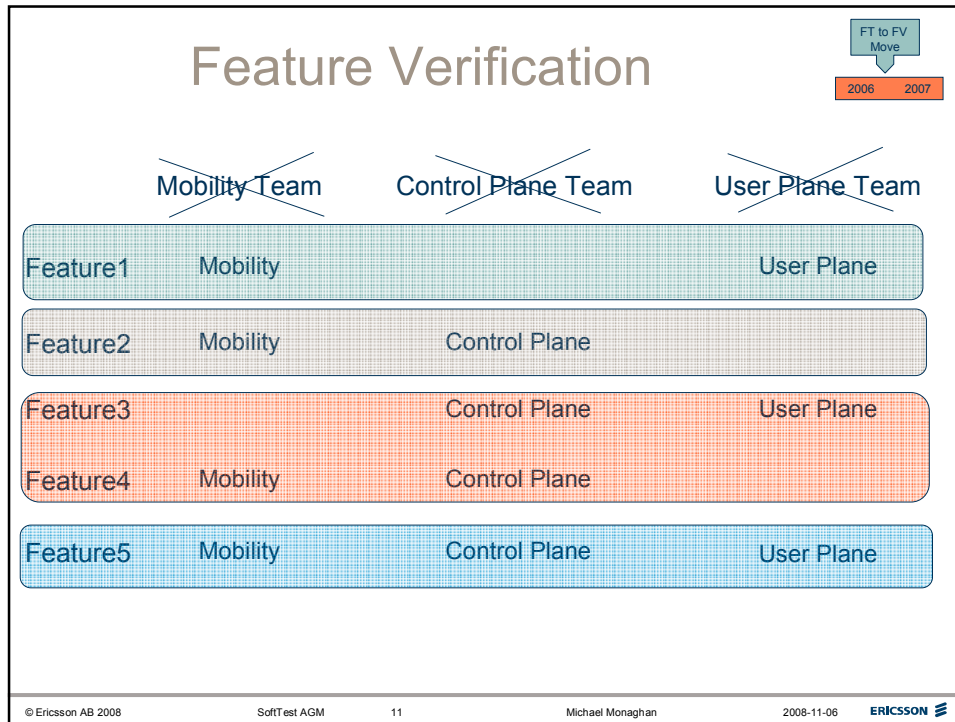 Feature Verification
FT to FV
Move
2006 2007
Mobility Team Control Plane Team User Plane Team
Feature1 Mobility User Plane
Feature2 Mobility Control Plane
Feature3 Control Plane User Plane
Feature4 Mobility Control Plane
Feature5 Mobility Control Plane User Plane
© Ericsson AB 2008 SoftTest AGM 11 Michael Monaghan 2008-11-06 ERICSSON